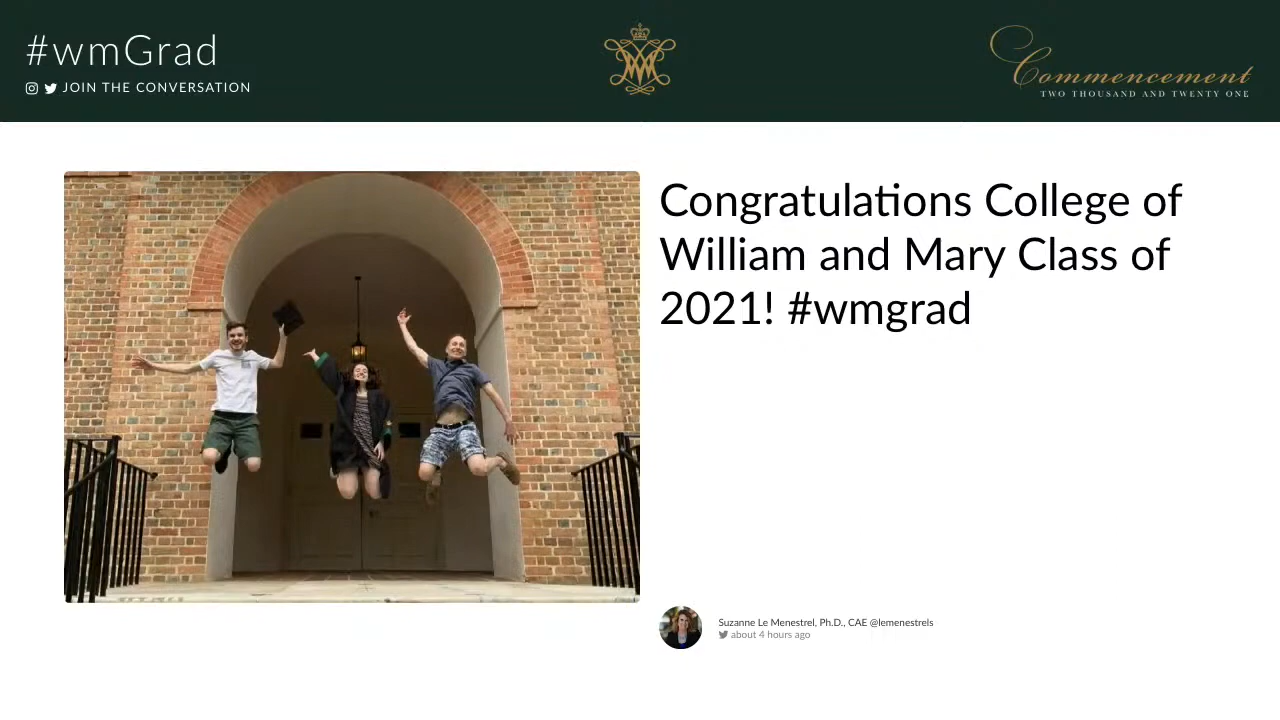 #wmGrad
JOIN THE CONVERSATION
Commencement
TWO THOUSAND AND TWENTY ONE
Congratulations College of
William and Mary Class of
2021! #wmgrad
Suzanne Le Menestrel, Ph.D., CAE @lemenestrels
about 4 hours ago